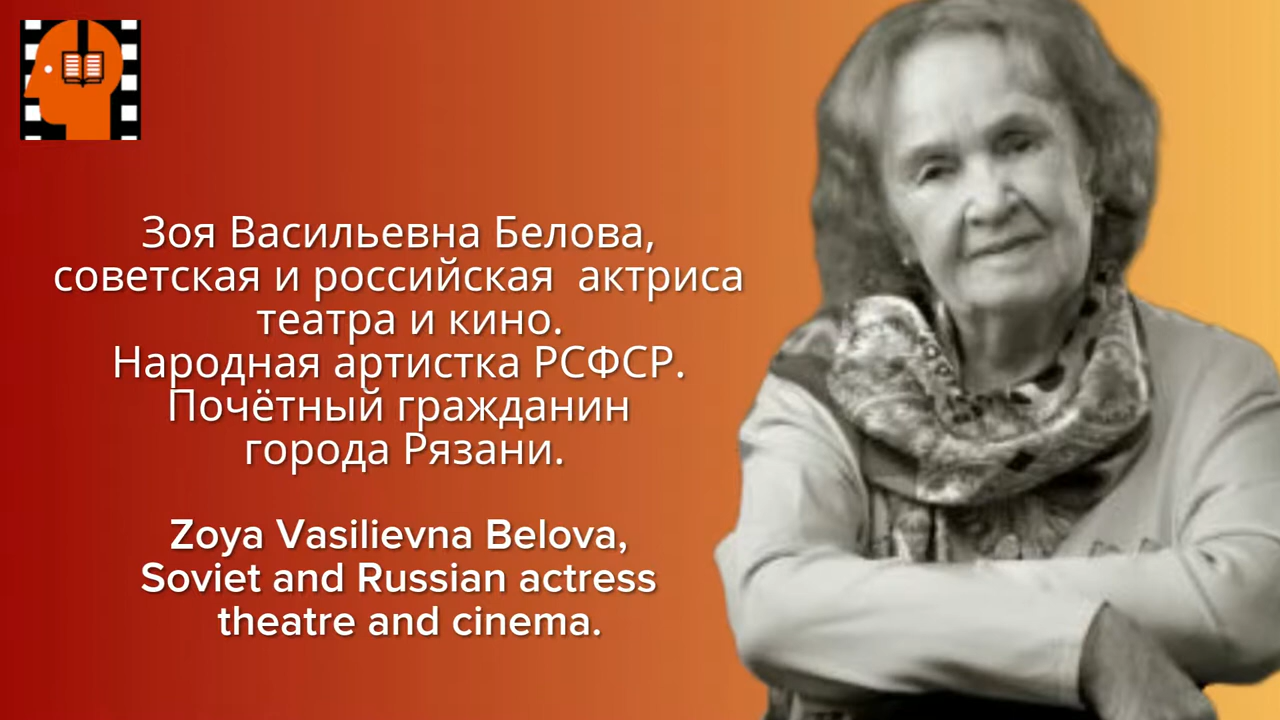 Зоя Васильевна Белова,
советская и российская актриса
театра и кино.
Народная артистка РСФСР.
Почётный гражданин
города Рязани.
Zoya Vasilievna Belova,
Soviet and Russian actress
theatre and cinema.